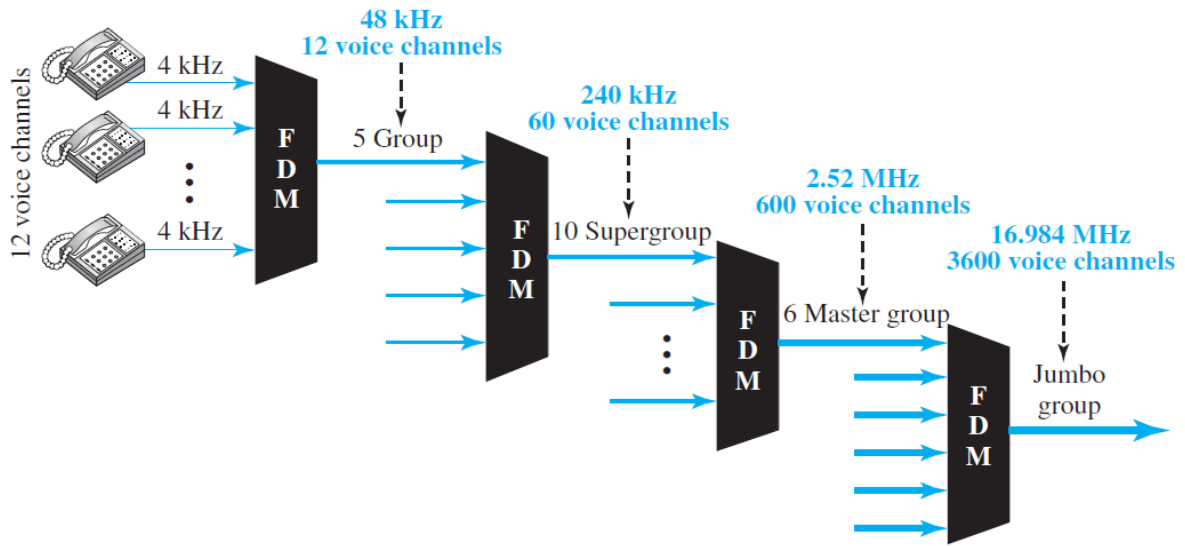 12 voice channels
4 kHz
4 kHz
4 kHz
F
D
M
48 kHz
12 voice channels
5 Group
F
D
M
240 kHz
60 voice channels
10 Supergroup
F
D
M
2.52 MHz
600 voice channels
6 Master group
F
D
M
16.984 MHz
3600 voice channels
Jumbo
group